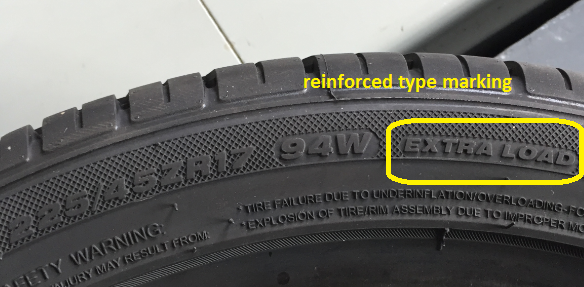 reinforced type marking
225/45ZR17 94W EXTRA LOAD
*TIRE FAILURE DUE TO UNDERINFLATION/OVERLOADING.
*EXPLOSION OF TIRE/RIM ASSEMBLY DUE TO IMPROPER
SAFETY WARNING:
INJURY MAY RESULT FROM: